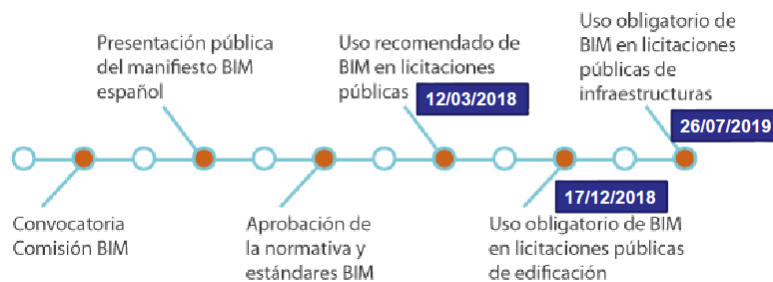 Presentación pública
del manifiesto BIM
español
Uso recomendado de
BIM en licitaciones
públicas
12/03/2018
Uso obligatorio de
BIM en licitaciones
públicas de
infraestructuras
26/07/2019
Convocatoria
Comisión BIM
Aprobación de
la normativa y
estándares BIM
17/12/2018
Uso obligatorio de BIM
en licitaciones públicas
de edificación